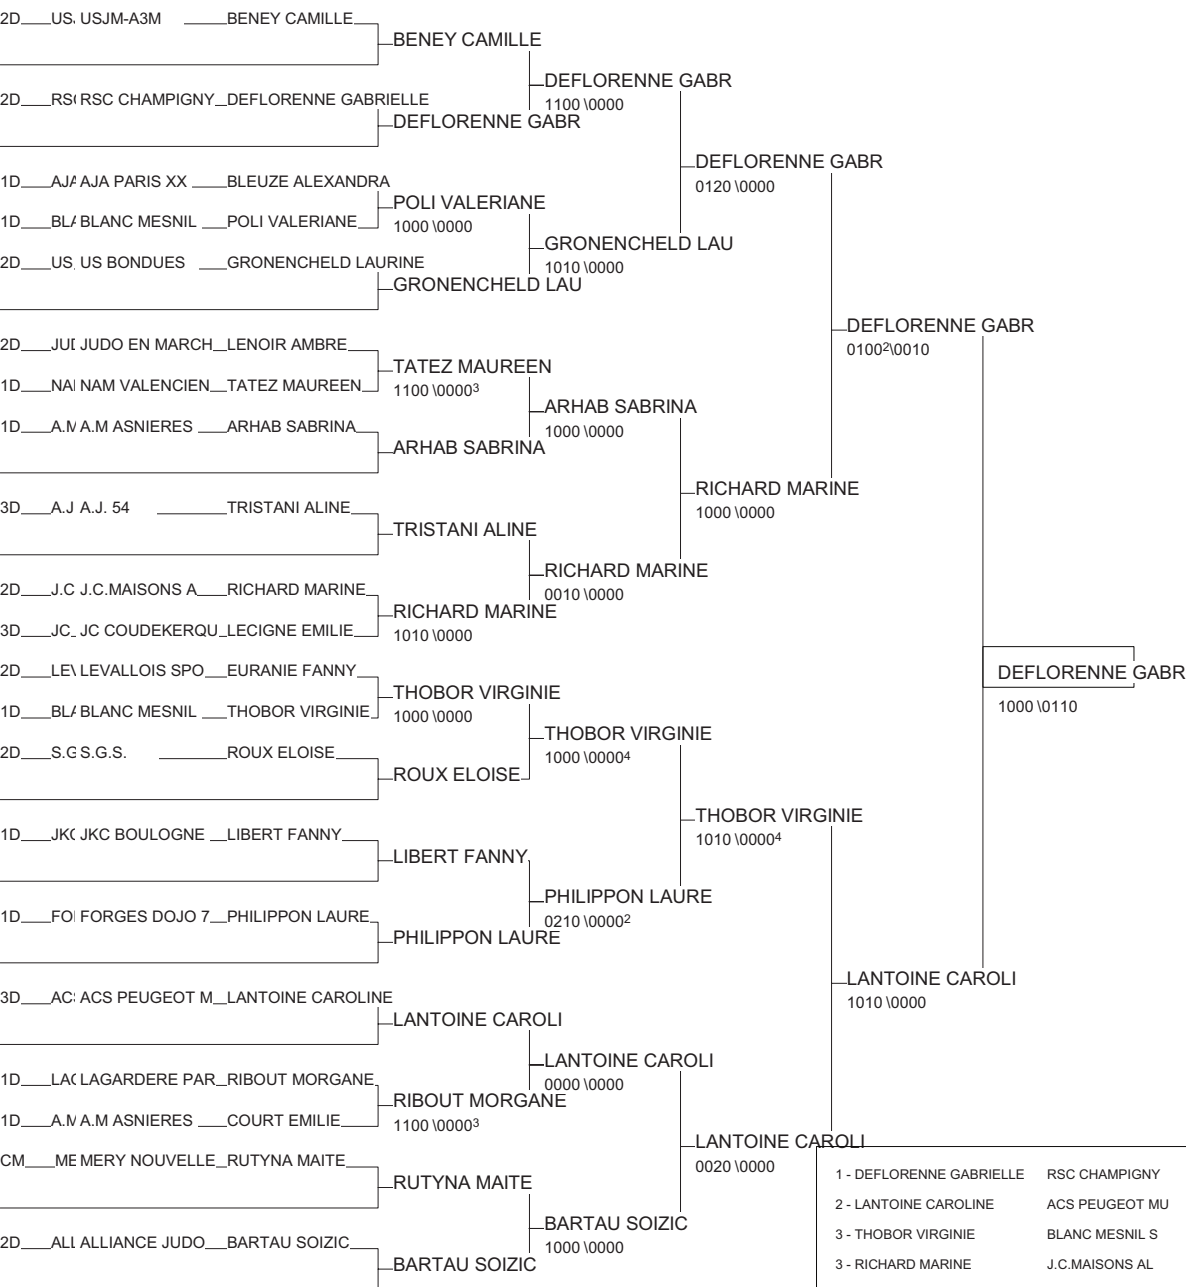 2D US. USJM-A3M BENEY CAMILLE
BENEY CAMILLE
DEFLORENNE GABR
1100 \0000
2D RS( RSC CHAMPIGNY DEFLORENNE GABRIELLE
DEFLORENNE GABR
DEFLORENNE GABR
0120 \0000
1D AJA AJA PARIS XX BLEUZE ALEXANDRA
POLI VALERIANE
1D BLA BLANC MESNIL POLI VALERIANE
1000 \0000
GRONENCHELD LAU
1010 \0000
2D US. US BONDUES GRONENCHELD LAURINE
GRONENCHELD LAU
DEFLORENNE GABR
0100² \0010
2D JUI JUDO EN MARCH LENOIR AMBRE
TATEZ MAUREEN
1D NAI NAM VALENCIEN TATEZ MAUREEN
1100 \0000³
ARHAB SABRINA
1000 \0000
1D A.M A.M ASNIERES ARHAB SABRINA
ARHAB SABRINA
RICHARD MARINE
1000 \0000
3D A.J A.J. 54 TRISTANI ALINE
TRISTANI ALINE
RICHARD MARINE
0010 \0000
2D J.C J.C.MAISONS A RICHARD MARINE
RICHARD MARINE
3D JC JC COUDEKERQU LECIGNE EMILIE
1010 \0000
DEFLORENNE GABR
1000 \0110
2D LEV LEVALLOIS SPO EURANIE FANNY
THOBOR VIRGINIE
1D BLA BLANC MESNIL THOBOR VIRGINIE
1000 \0000
THOBOR VIRGINIE
1000 \0000⁴
2D S.G S.G.S. ROUX ELOISE
ROUX ELOISE
THOBOR VIRGINIE
1010 \0000⁴
1D JK( JKC BOULOGNE LIBERT FANNY
LIBERT FANNY
PHILIPPON LAURE
0210 \0000²
1D FOI FORGES DOJO 7 PHILIPPON LAURE
PHILIPPON LAURE
LANTOINE CAROLI
1010 \0000
3D ACS ACS PEUGEOT M LANTOINE CAROLINE
LANTOINE CAROLI
LANTOINE CAROLI
0000 \0000
1D LA( LAGARDERE PAR RIBOUT MORGANE
RIBOUT MORGANE
1D A.M A.M ASNIERES COURT EMILIE
1100 \0000³
LANTOINE CAROLI
0020 \0000
CM ME MERY NOUVELLE RUTYNA MAITE
RUTYNA MAITE
BARTAU SOIZIC
1000 \0000
2D ALL ALLIANCE JUDO BARTAU SOIZIC
BARTAU SOIZIC
1 - DEFLORENNE GABRIELLE RSC CHAMPIGNY
2 - LANTOINE CAROLINE ACS PEUGEOT MU
3 - THOBOR VIRGINIE BLANC MESNIL S
3 - RICHARD MARINE J.C.MAISONS AL